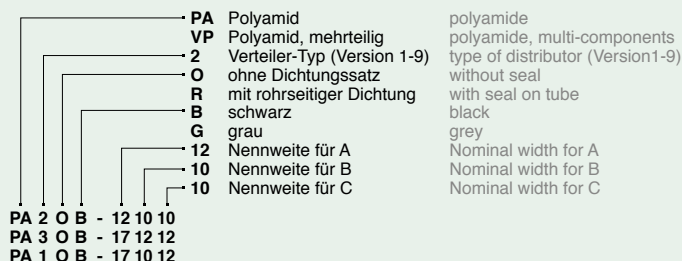 PA Polyamid polyamide
VP Polyamid, mehrteilig polyamide, multi-components
2 Verteiler-Typ (Version 1-9) type of distributor (Version1-9)
O ohne Dichtungssatz without seal
R mit rohrseitiger Dichtung with seal on tube
B schwarz black
G grau grey
12 Nennweite für A Nominal width for A
10 Nennweite für B Nominal width for B
10 Nennweite für C Nominal width for C
PA 2 O B - 12 10 10
PA 3 O B - 17 12 12
PA 1 O B - 17 10 12